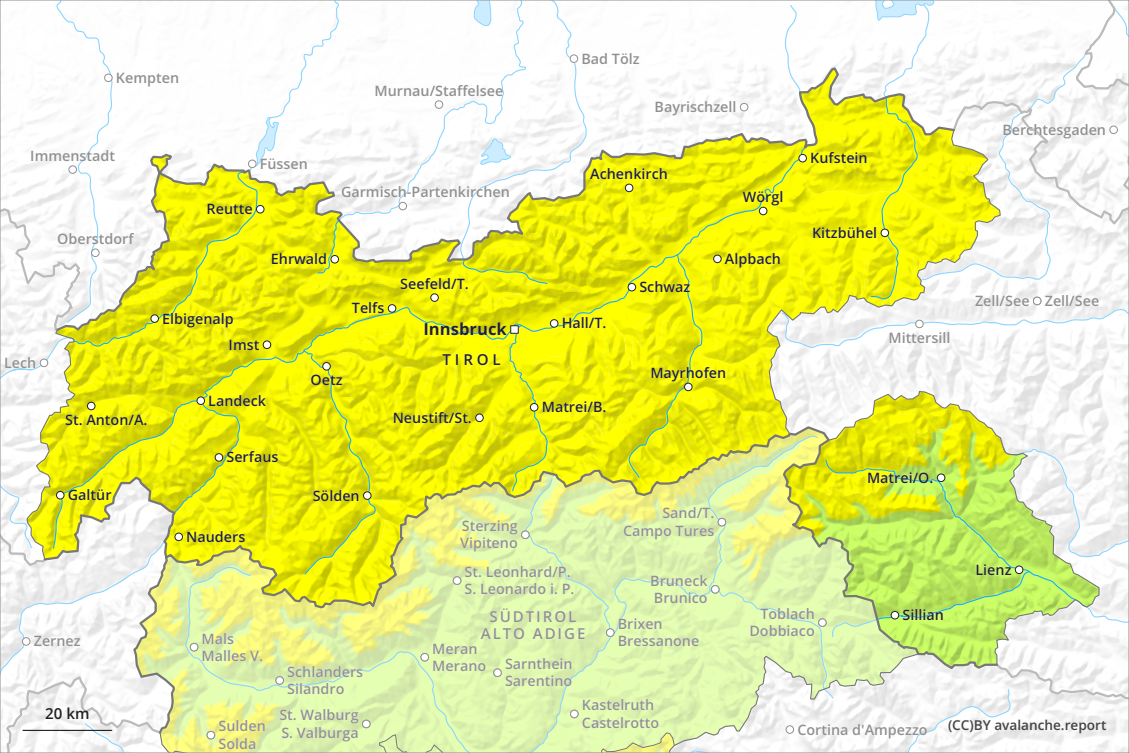 Kempten
Bad Tölz
Murnau/Staffelsee
Bayrischzell
Berchtesgaden
Immenstadt
Füssen
Kufstein
Achenkirch
Garmisch-Partenkirchen
Wörgl
Reutte
Kitzbühel
Oberstdorf
Ehrwald
Alpbach
Seefeld/T.
Schwaz
Zell/See
Zell/See
Telfs
Elbigenalp
Innsbruck
Hall/T.
Mittersill
Imst
TIROL
Lech
Oetz
Mayrhofen
Landeck
St. Anton/A.
Neustift/St.
Matrei/B.
Serfaus
Matrei/O.
Galtür
Sölden
Sand/T.
Campo Tures
Sterzing
Vipiteno
Nauders
St. Leonhard/P.
S. Leonardo i. P.
Lienz
Bruneck
Brunico
SÜDTIROL
ALTO ADIGE
Toblach
Dobbiaco
Sillian
Brixen
Bressanone
Zernez
Mals
Malles V.
Meran
Merano
Sarnthein
Sarentino
Schlanders
Silandro
Kastelruth
Castelrotto
St. Walburg
S. Valburga
20 km
Sulden
Solda
Cortina d'Ampezzo
(CC)BY avalanche.report